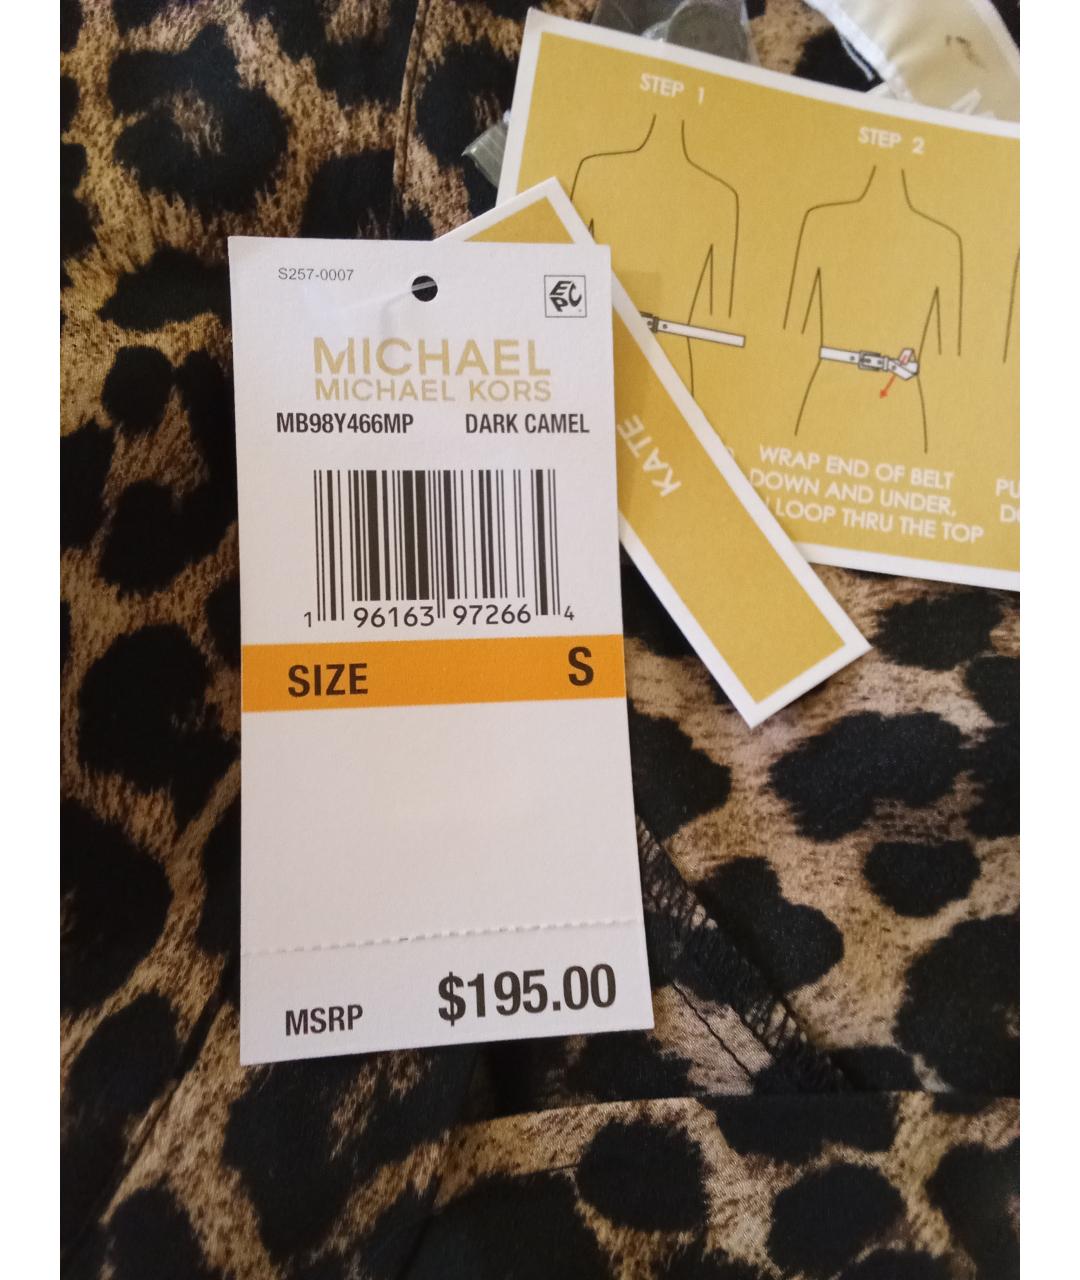 STEP 1
STEP 2
WRAP END OF BELT
DOWN AND UNDER,
LOOP THRU THE TOP
KATE
S257-0007
EPC
MICHAEL
MICHAEL KORS
MB98Y466MP DARK CAMEL
1 96163 97266 4
SIZE S
MSRP $195.00